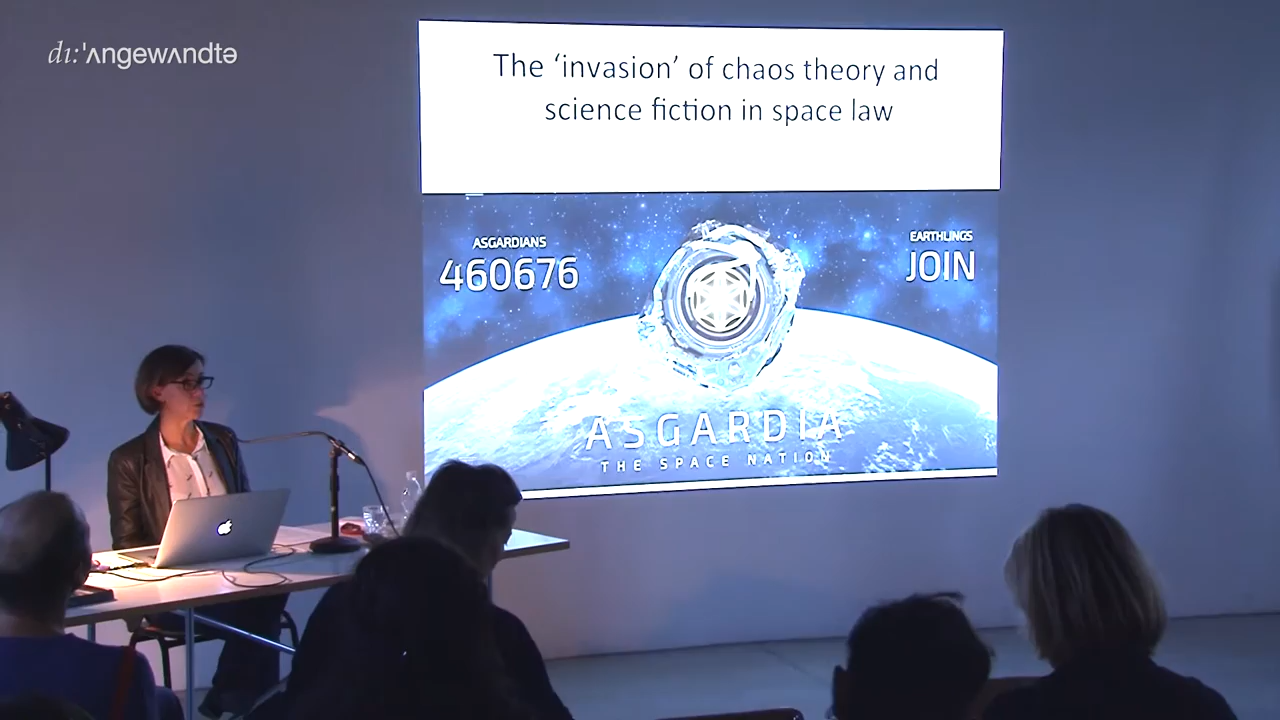 dı:'ʌngewʌndtə
The ‘invasion’ of chaos theory and
science fiction in space law
ASGARDIANS
460676
EARTHLINGS
JOIN
ASGARDIA
THE SPACE NATION